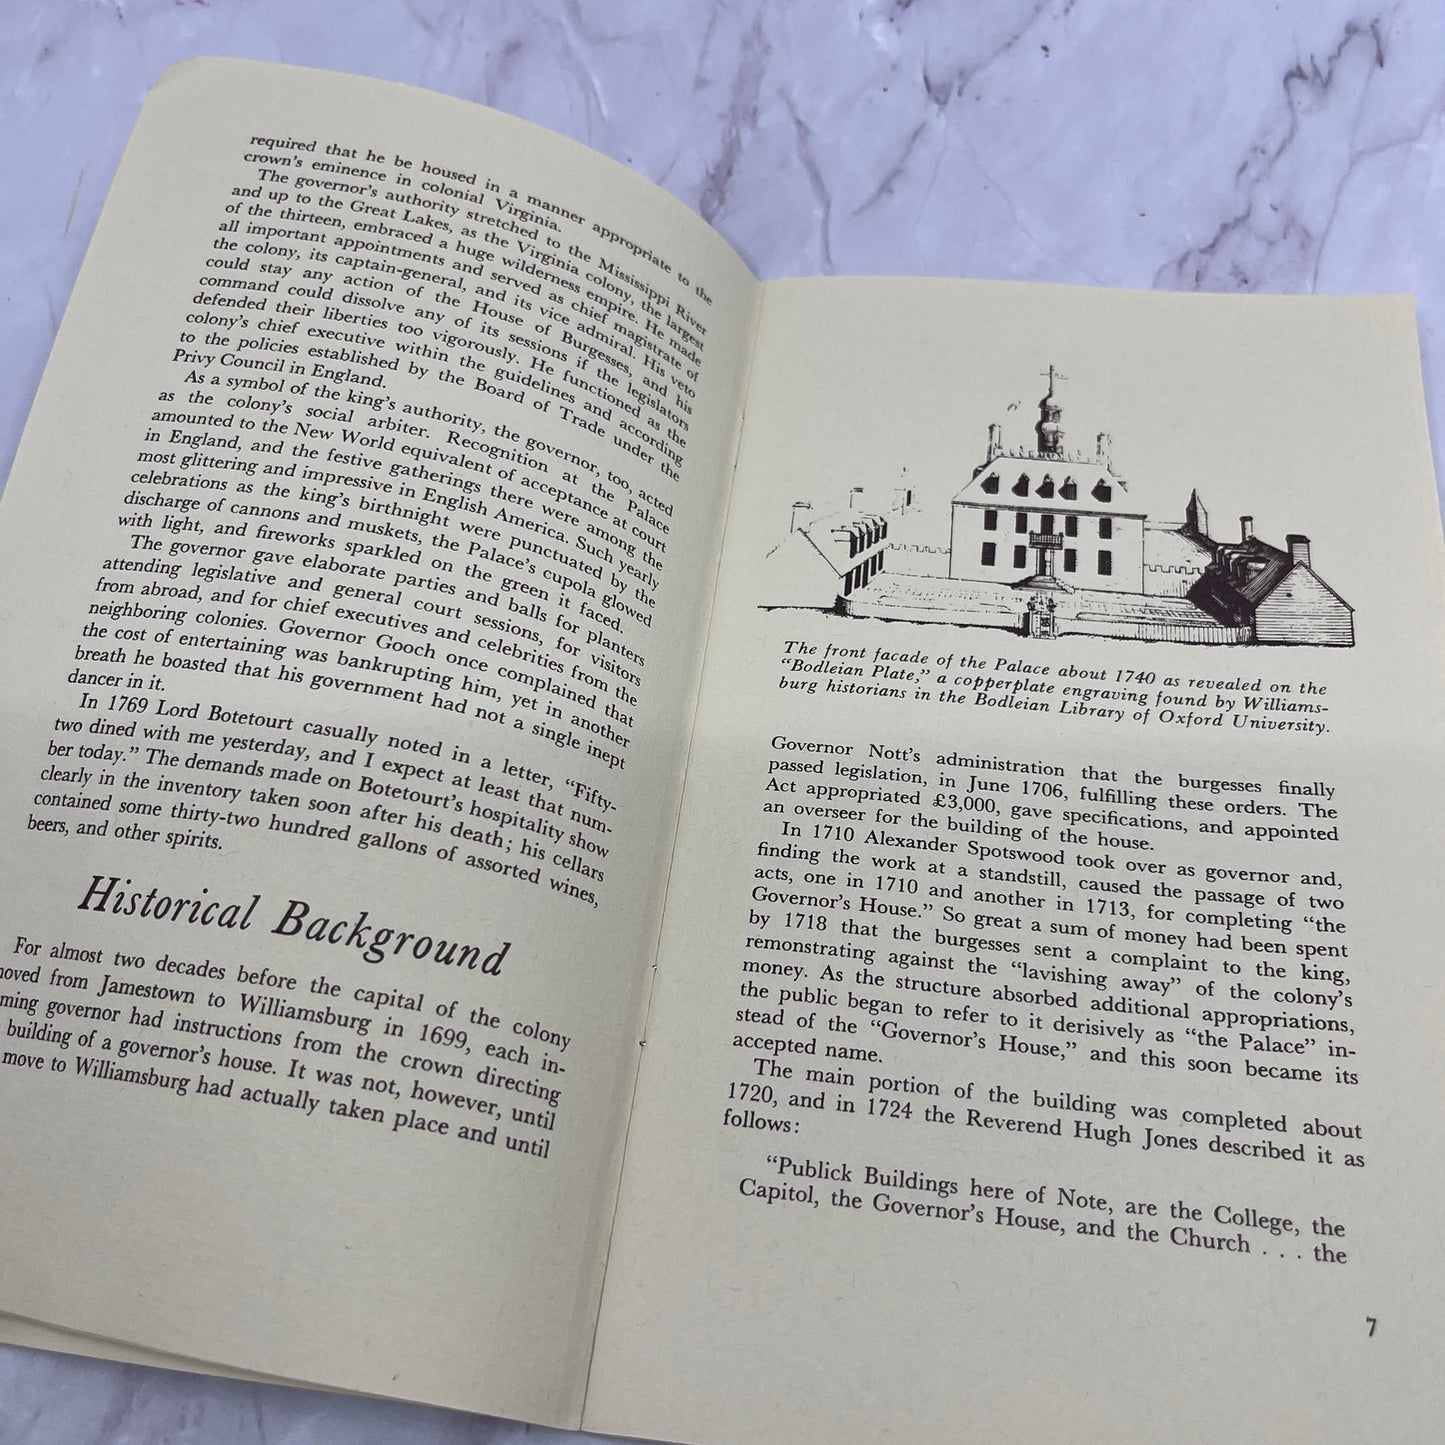 required that he be housed in a manner appropriate to the
crown's eminence in colonial Virginia.
The governor's authority stretched to the Mississippi River
and up to the Great Lakes, as the Virginia colony, the largest
of the thirteen, embraced a huge wilderness empire. He made
all important appointments and served as chief magistrate of
the colony, its captain-general, and its vice admiral. His veto
could stay any action of the House of Burgesses, and his
command could dissolve any of its sessions if the legislators
defended their liberties too vigorously. He functioned as the
colony's chief executive within the guidelines and according
to the policies established by the Board of Trade under the
Privy Council in England.
As a symbol of the king's authority, the governor, too, acted
as the colony's social arbiter. Recognition at the Palace
amounted to the New World equivalent of acceptance at court
in England, and the festive gatherings there were among the
most glittering and impressive in English America. Such yearly
celebrations as the king's birthnight were punctuated by the
discharge of cannons and muskets, the Palace's cupola glowed
with light, and fireworks sparkled on the green it faced.
The governor gave elaborate parties and balls for planters
attending legislative and general court sessions, for visitors
from abroad, and for chief executives and celebrities from the
neighboring colonies. Governor Gooch once complained that
the cost of entertaining was bankrupting him, yet in another
breath he boasted that his government had not a single inept
dancer in it.
In 1769 Lord Botetourt casually noted in a letter, "Fifty-
two dined with me yesterday, and I expect at least that num-
ber today." The demands made on Botetourt's hospitality show
clearly in the inventory taken soon after his death; his cellars
contained some thirty-two hundred gallons of assorted wines,
beers, and other spirits.
Historical Background
For almost two decades before the capital of the colony
moved from Jamestown to Williamsburg in 1699, each in-
ming governor had instructions from the crown directing
building of a governor's house. It was not, however, until
move to Williamsburg had actually taken place and until
The front facade of the Palace about 1740 as revealed on the
"Bodleian Plate," a copperplate engraving found by Williams-
burg historians in the Bodleian Library of Oxford University.
Governor Nott's administration that the burgesses finally
passed legislation, in June 1706, fulfilling these orders. The
Act appropriated £3,000, gave specifications, and appointed
an overseer for the building of the house.
In 1710 Alexander Spotswood took over as governor and,
finding the work at a standstill, caused the passage of two
acts, one in 1710 and another in 1713, for completing "the
Governor's House." So great a sum of money had been spent
by 1718 that the burgesses sent a complaint to the king,
remonstrating against the "lavishing away" of the colony's
money. As the structure absorbed additional appropriations,
the public began to refer to it derisively as "the Palace" in-
stead of the "Governor's House," and this soon became its
accepted name.
The main portion of the building was completed about
1720, and in 1724 the Reverend Hugh Jones described it as
follows:
"Publick Buildings here of Note, are the College, the
Capitol, the Governor's House, and the Church . . . the
7